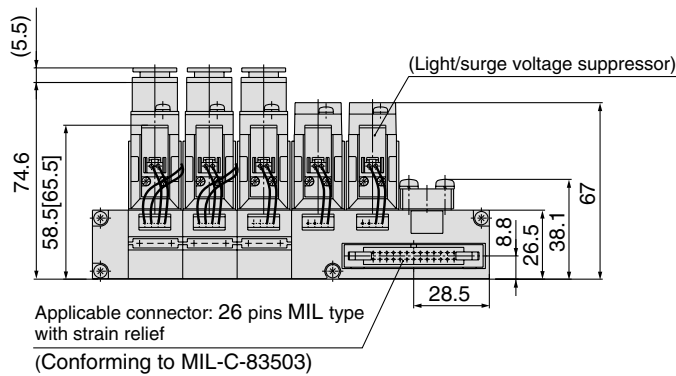 (5.5)
(Light/surge voltage suppressor)
74.6
58.5[65.5]
8.8
26.5
38.1
67
28.5
Applicable connector: 26 pins MIL type
with strain relief
(Conforming to MIL-C-83503)